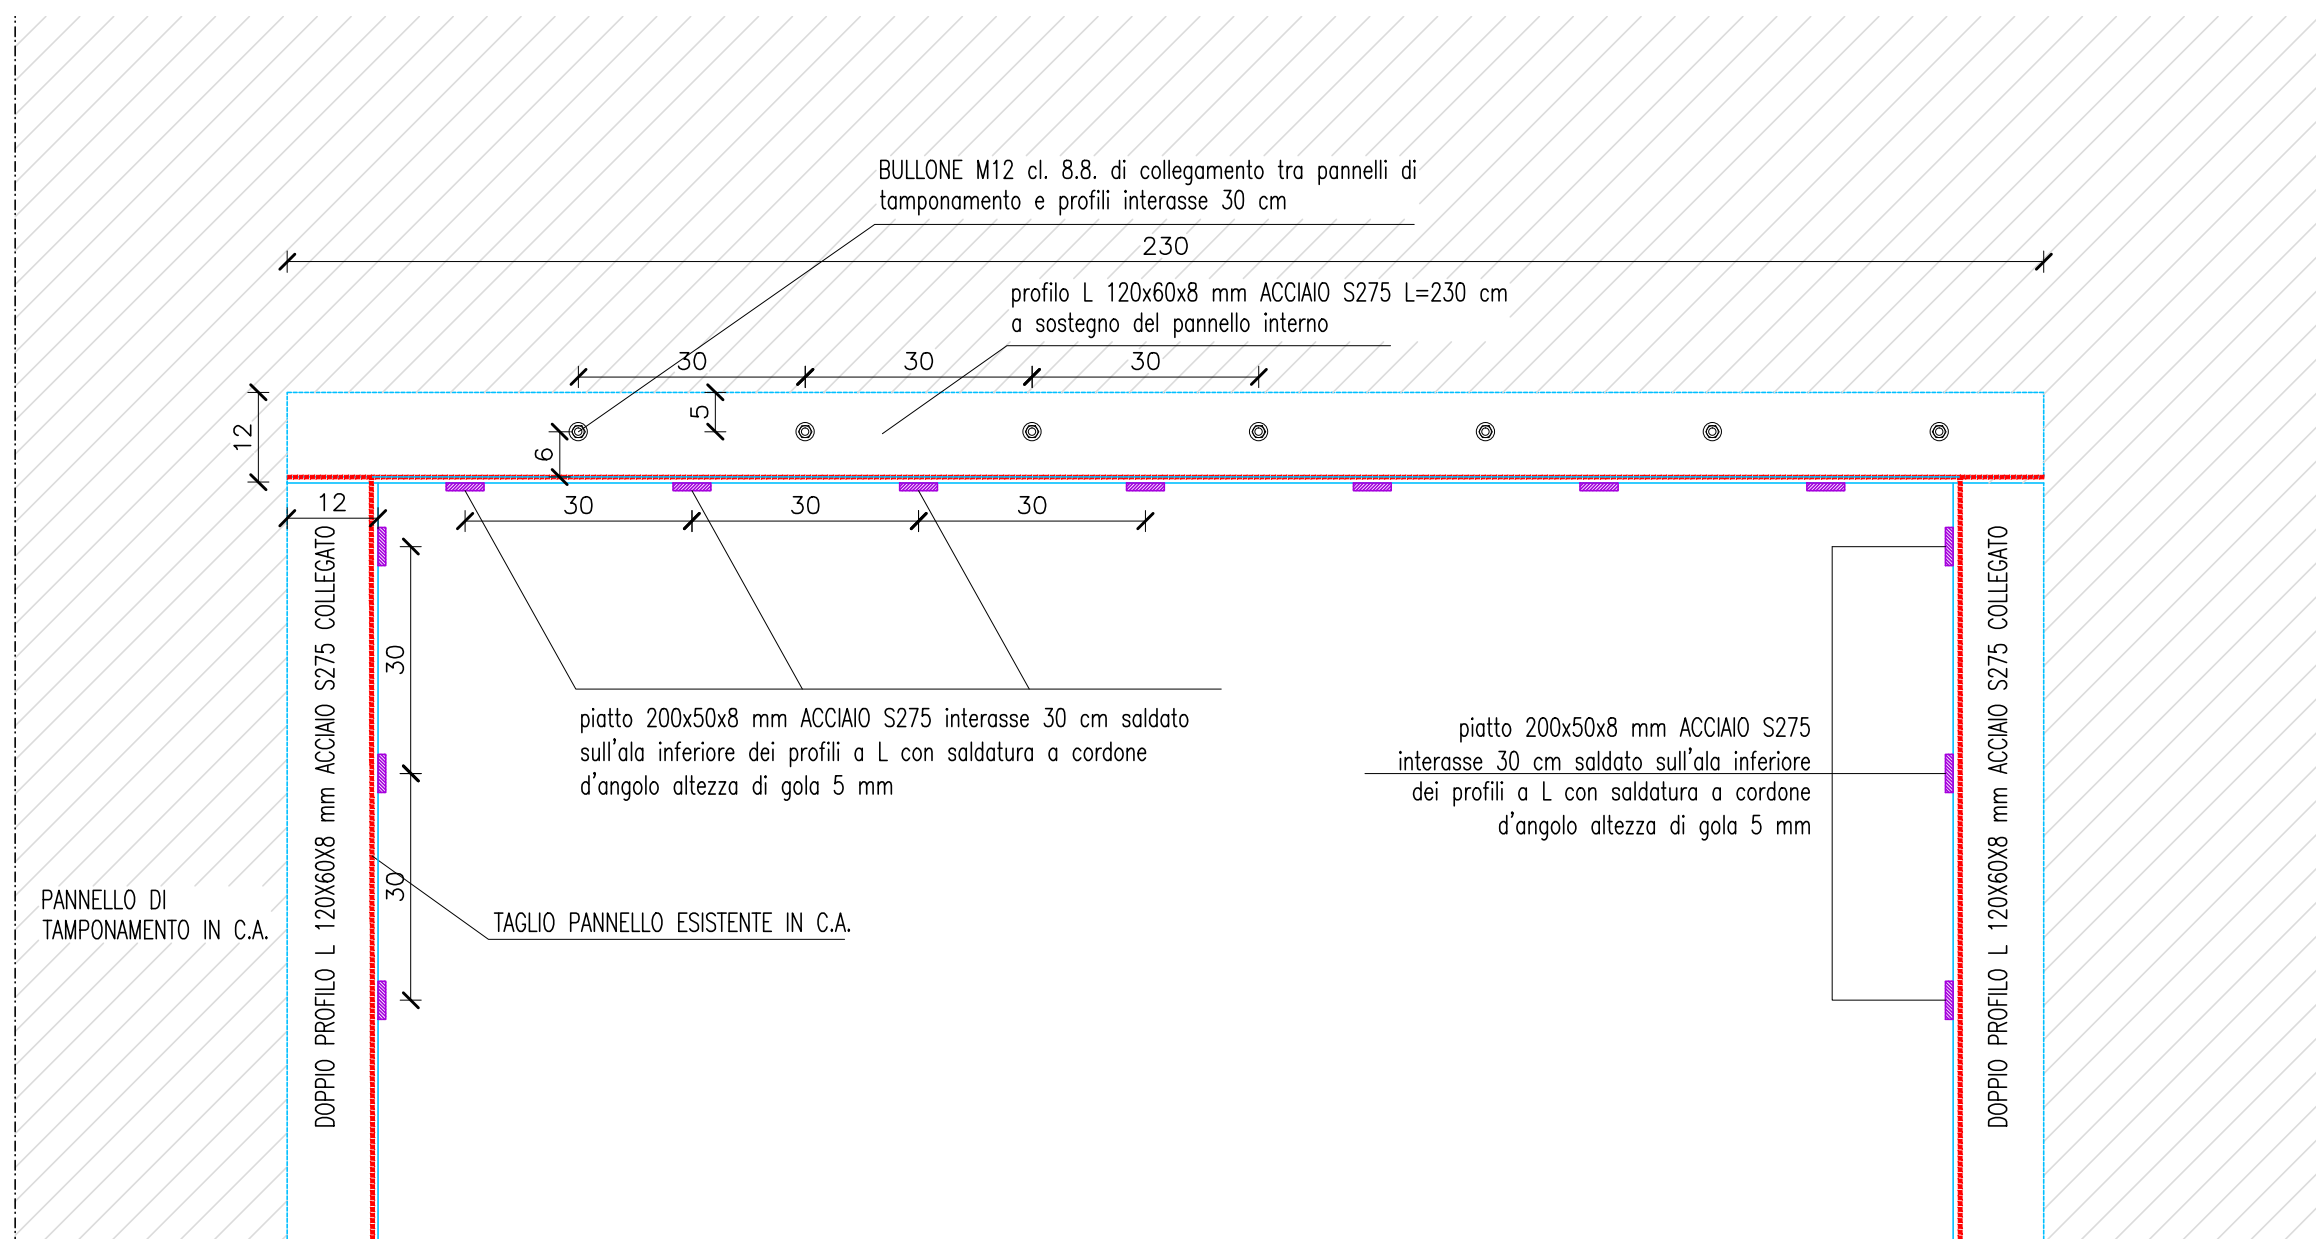 BULLONE M12 cl. 8.8. di collegamento tra pannelli di
tamponamento e profili interasse 30 cm
230
profilo L 120x60x8 mm ACCIAIO S275 L=230 cm
a sostegno del pannello interno
30
30
30
5
12
6
12
30
30
30
DOPPIO PROFILO L 120X60X8 mm ACCIAIO S275 COLLEGATO
30
30
piatto 200x50x8 mm ACCIAIO S275 interasse 30 cm saldato
sull'ala inferiore dei profili a L con saldatura a cordone
d'angolo altezza di gola 5 mm
piatto 200x50x8 mm ACCIAIO S275
interasse 30 cm saldato sull'ala inferiore
dei profili a L con saldatura a cordone
d'angolo altezza di gola 5 mm
DOPPIO PROFILO L 120X60X8 mm ACCIAIO S275 COLLEGATO
PANNELLO DI
TAMPONAMENTO IN C.A.
TAGLIO PANNELLO ESISTENTE IN C.A.